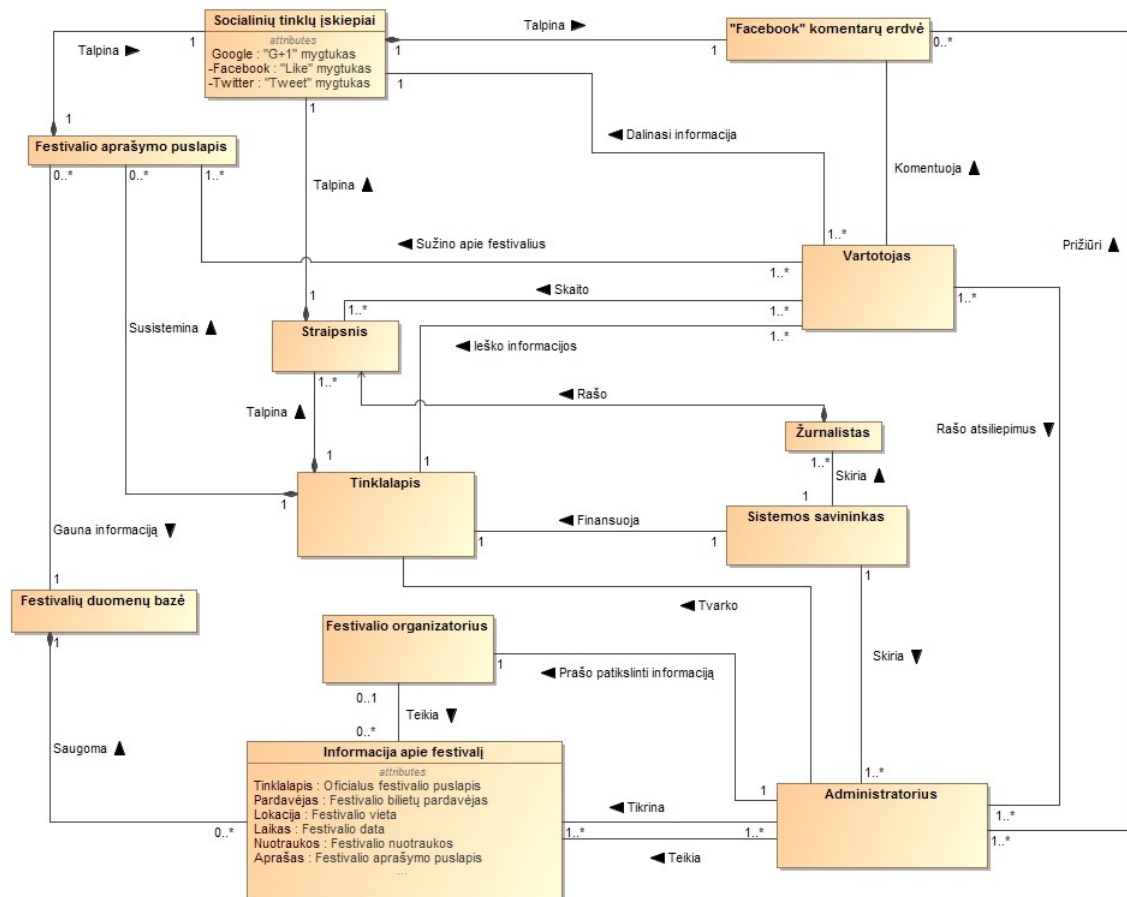 Socialinių tinklų įskiepiai
attributes
Google : "G+1" mygtukas
-Facebook : "Like" mygtukas
-Twitter : "Tweet" mygtukas
1
1
1
1
Talpina ►
Talpina ►
1
"Facebook" komentarų erdvė
0..*
1
Festivalio aprašymo puslapis
0..*
0..*
1..*
◄ Dalinasi informacija
Talpina ▲
Komentuoja ▲
1..*
Vartotojas
1..*
1..*
1..*
1..*
Prižiūri ▲
◄ Sužino apie festivalius
◄ Skaito
1
1..*
Straipsnis
1..*
Susistemina ▲
◄ Ieško informacijos
◄ Rašo
Talpina ▲
Žurnalistas
1..*
Rašo atsiliepimus ▼
Skiria ▲
1
1
1
Tinklalapis
1
1
Sistemos savininkas
1
1
◄ Finansuoja
Gauna informaciją ▼
1
Festivalių duomenų bazė
1
◄ Tvarko
Festivalio organizatorius
1
0..1
◄ Prašo patikslinti informaciją
Skiria ▼
Teikia ▼
0..*
Saugoma ▲
0..*
Informacija apie festivalį
attributes
Tinklalapis : Oficialus festivalio puslapis
Pardavėjas : Festivalio bilietų pardavėjas
Lokacija : Festivalio vieta
Laikas : Festivalio data
Nuotraukos : Festivalio nuotraukos
Aprašas : Festivalio aprašymo puslapis
...
1..*
◄ Tikrina
◄ Teikia
1
1..*
1..*
Administratorius
1..*
1..*